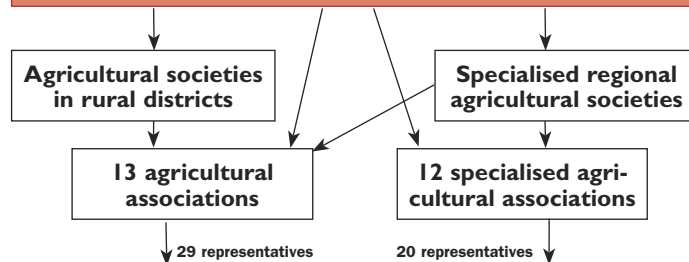 Agricultural societies
in rural districts
Specialised regional
agricultural societies
13 agricultural
associations
12 specialised agri-
cultural associations
29 representatives
20 representatives